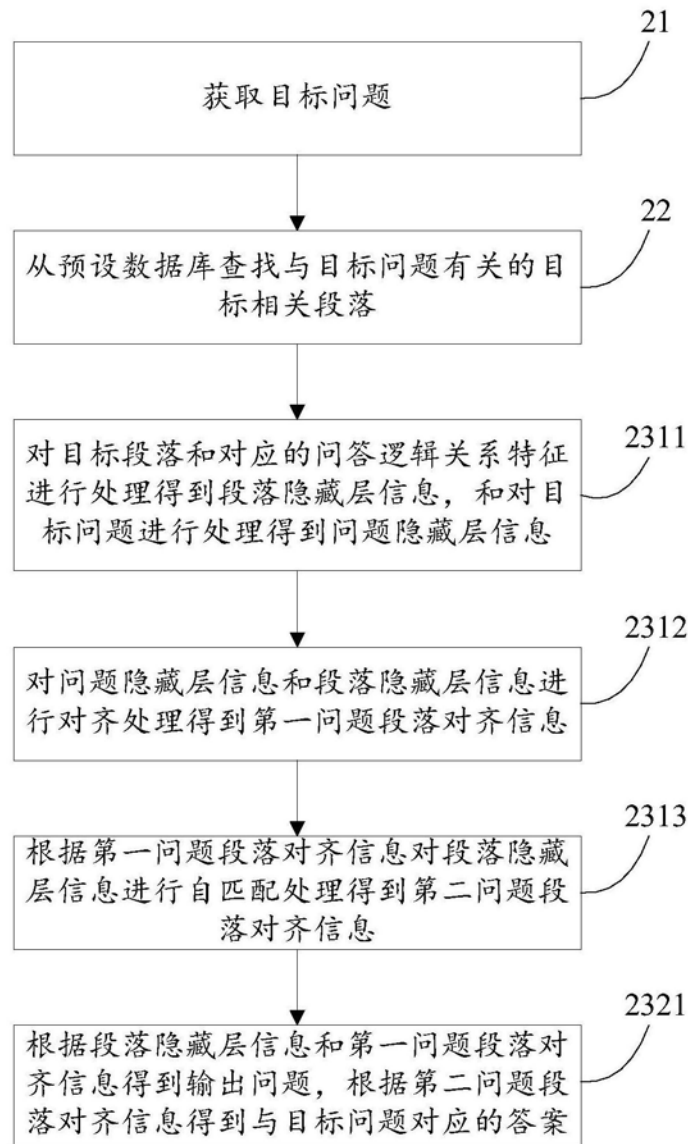 21
获取目标问题
22
从预设数据库查找与目标问题有关的目
标相关段落
2311
对目标段落和对应的问答逻辑关系特征
进行处理得到段落隐藏层信息，和对目
标问题进行处理得到问题隐藏层信息
2312
对问题隐藏层信息和段落隐藏层信息进
行对齐处理得到第一问题段落对齐信息
2313
根据第一问题段落对齐信息对段落隐藏
层信息进行自匹配处理得到第二问题段
落对齐信息
2321
根据段落隐藏层信息和第一问题段落对
齐信息得到输出问题，根据第二问题段
落对齐信息得到与目标问题对应的答案